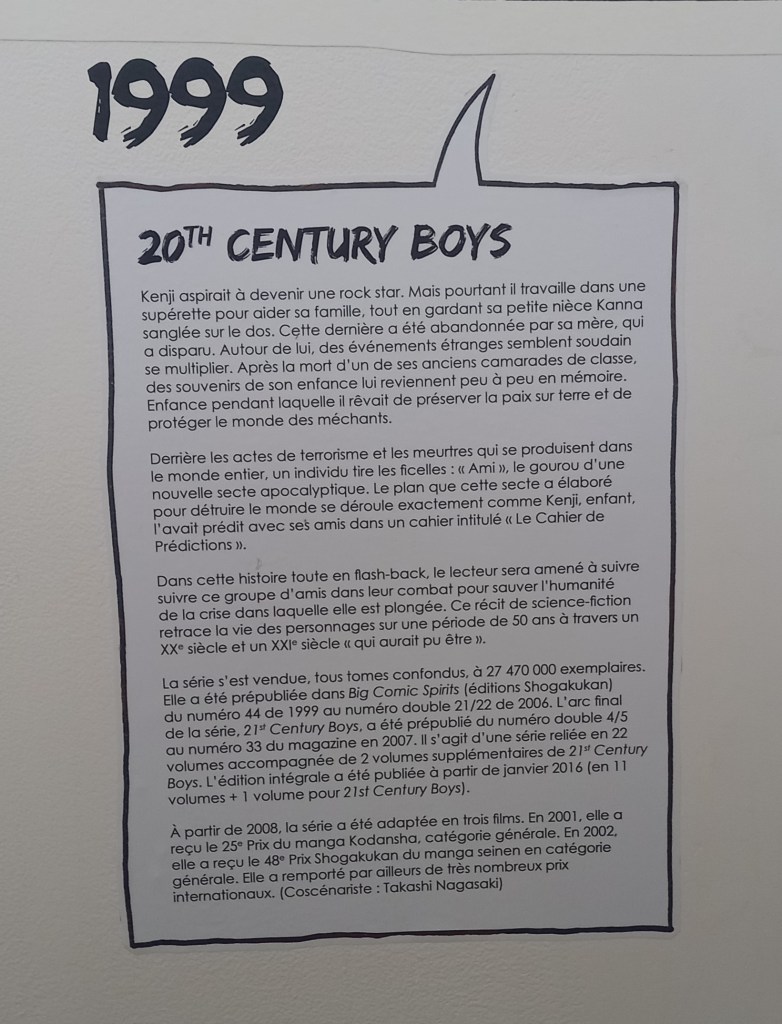 1999
20TH CENTURY BOYS
Kenji aspirait à devenir une rock star. Mais pourtant il travaille dans une
supérette pour aider sa famille, tout en gardant sa petite nièce Kanna
sanglée sur le dos. Cette dernière a été abandonnée par sa mère, qui
a disparu. Autour de lui, des événements étranges semblent soudain
se multiplier. Après la mort d'un de ses anciens camarades de classe,
des souvenirs de son enfance lui reviennent peu à peu en mémoire.
Enfance pendant laquelle il rêvait de préserver la paix sur terre et de
protéger le monde des méchants.
Derrière les actes de terrorisme et les meurtres qui se produisent dans
le monde entier, un individu tire les ficelles : « Ami », le gourou d'une
nouvelle secte apocalyptique. Le plan que cette secte a élaboré
pour détruire le monde se déroule exactement comme Kenji, enfant,
l'avait prédit avec ses amis dans un cahier intitulé « Le Cahier de
Prédictions ».
Dans cette histoire toute en flash-back, le lecteur sera amené à suivre
suivre ce groupe d'amis dans leur combat pour sauver l'humanité
de la crise dans laquelle elle est plongée. Ce récit de science-fiction
retrace la vie des personnages sur une période de 50 ans à travers un
XXe siècle et un XXIe siècle « qui aurait pu être ».
La série s'est vendue, tous tomes confondus, à 27 470 000 exemplaires.
Elle a été prépubliée dans Big Comic Spirits (éditions Shogakukan)
du numéro 44 de 1999 au numéro double 21/22 de 2006. L'arc final
de la série, 21st Century Boys, a été prépublié du numéro double 4/5
au numéro 33 du magazine en 2007. Il s'agit d'une série reliée en 22
volumes accompagnée de 2 volumes supplémentaires de 21st Century
Boys. L'édition intégrale a été publiée à partir de janvier 2016 (en 11
volumes + 1 volume pour 21st Century Boys).
À partir de 2008, la série a été adaptée en trois films. En 2001, elle a
reçu le 25e Prix du manga Kodansha, catégorie générale. En 2002,
elle a reçu le 48e Prix Shogakukan du manga seinen en catégorie
générale. Elle a remporté par ailleurs de très nombreux prix
internationaux. (Coscénariste : Takashi Nagasaki)